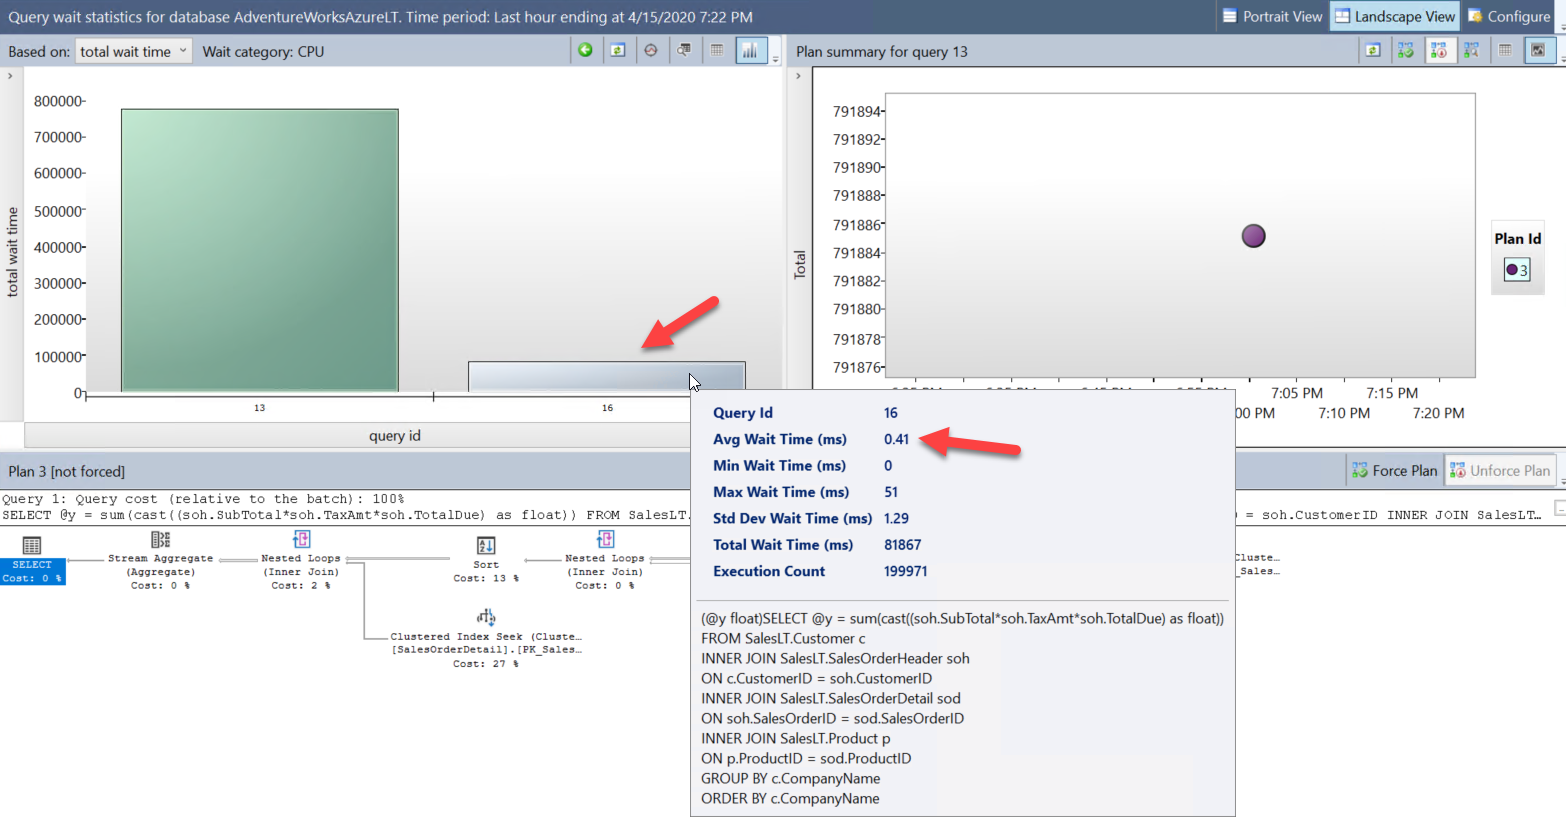 Query wait statistics for database AdventureWorksAzureLT. Time period: Last hour ending at 4/15/2020 7:22 PM
Portrait View
Landscape View
Configure
Based on: total wait time
Wait category: CPU
Plan summary for query 13
total wait time
800000
700000
600000
500000
400000
300000
200000
100000
0
13
16
query id
Total
791894
791892
791890
791888
791886
791884
791882
791880
791878
791876
7:05 PM
7:15 PM
00 PM
7:10 PM
7:20 PM
Plan Id
3
Query Id 16
Avg Wait Time (ms) 0.41
Min Wait Time (ms) 0
Max Wait Time (ms) 51
Std Dev Wait Time (ms) 1.29
Total Wait Time (ms) 81867
Execution Count 199971
(@y float)SELECT @y = sum(cast((soh.SubTotal*soh.TaxAmt*soh.TotalDue) as float))
FROM SalesLT.Customer c
INNER JOIN SalesLT.SalesOrderHeader soh
ON c.CustomerID = soh.CustomerID
INNER JOIN SalesLT.SalesOrderDetail sod
ON soh.SalesOrderID = sod.SalesOrderID
INNER JOIN SalesLT.Product p
ON p.ProductID = sod.ProductID
GROUP BY c.CompanyName
ORDER BY c.CompanyName
Plan 3 [not forced]
Force Plan
Unforce Plan
Query 1: Query cost (relative to the batch): 100%
SELECT @y = sum(cast((soh.SubTotal*soh.TaxAmt*soh.TotalDue) as float)) FROM SalesLT.
= soh.CustomerID INNER JOIN SalesLT…
SELECT
Cost: 0 %
Stream Aggregate
(Aggregate)
Cost: 0 %
Nested Loops
(Inner Join)
Cost: 2 %
Sort
Cost: 13 %
Nested Loops
(Inner Join)
Cost: 0 %
Clustered Index Seek (Cluste…
[SalesOrderDetail].[PK_Sales…
Cost: 27 %
Cluste…
_Sales…